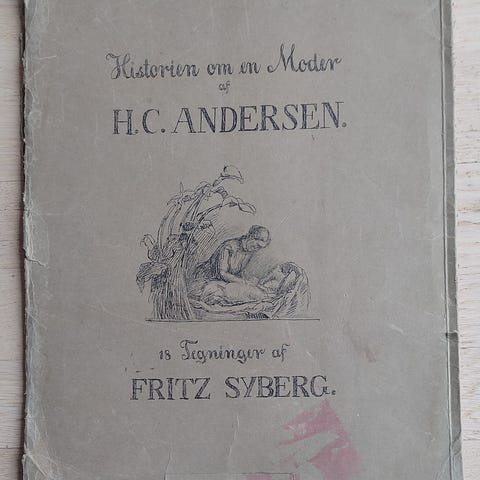 Historien om en Moder
af
H.C. ANDERSEN.
18 Tegninger af
FRITZ SYBERG.